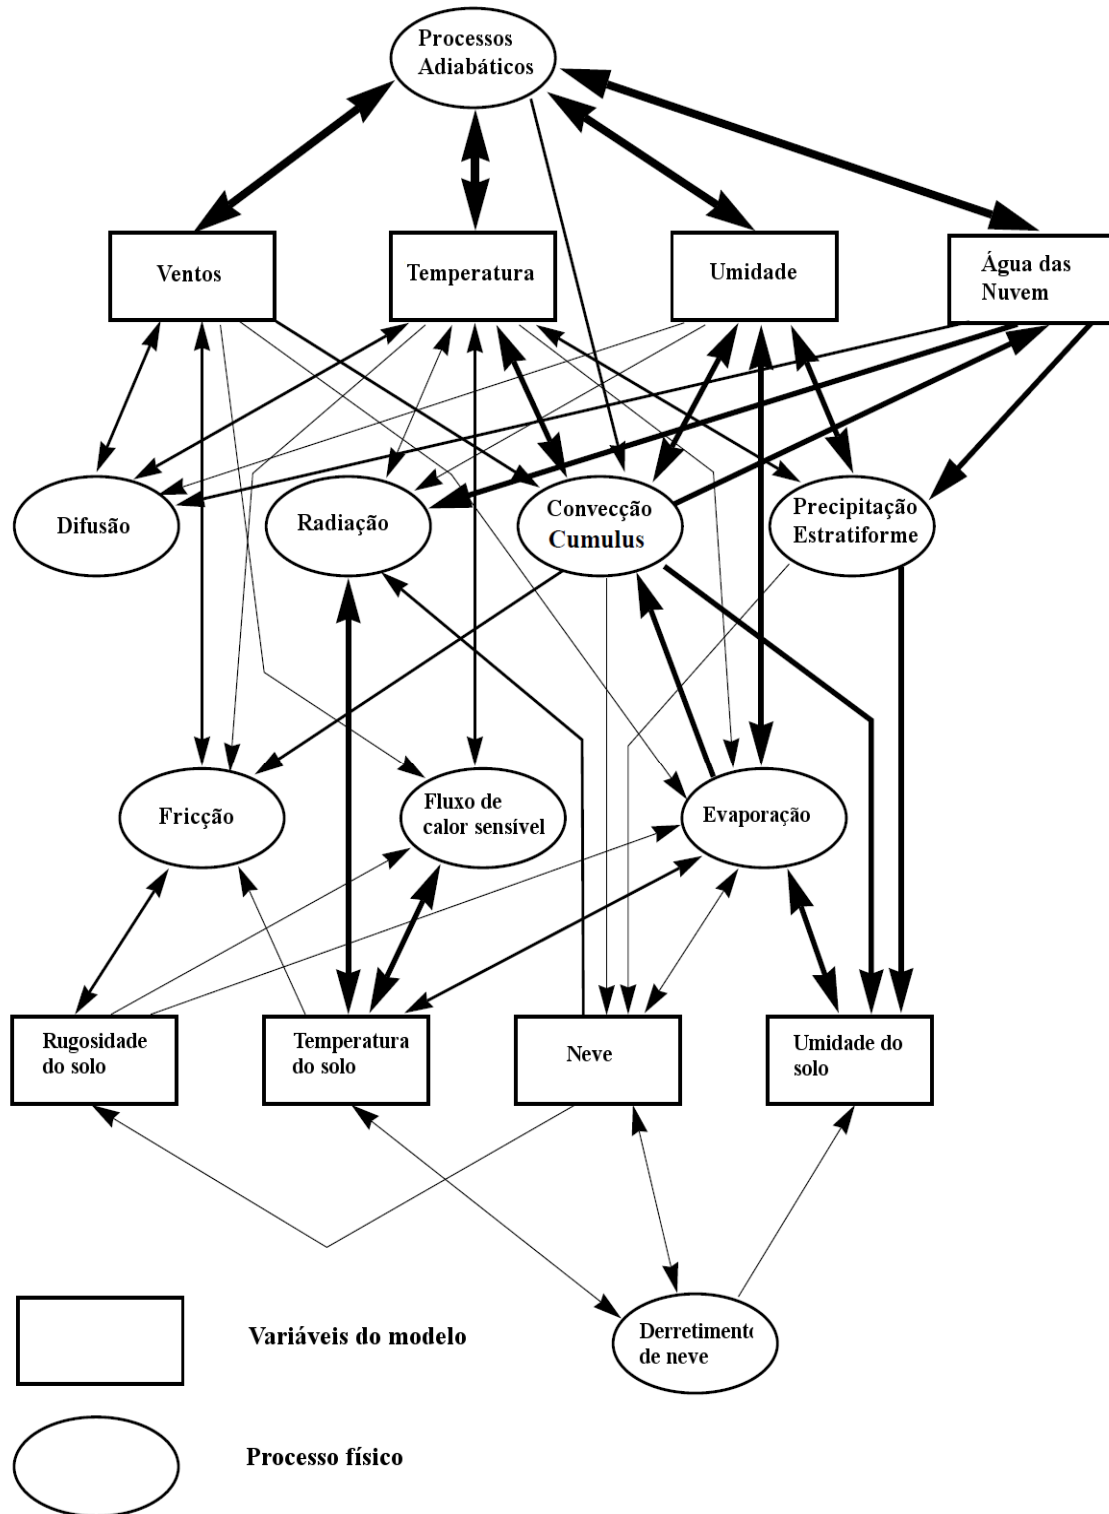 Processos
Adiabáticos
Ventos
Temperatura
Umidade
Água das
Nuvem
Difusão
Radiação
Convecção
Cumulus
Precipitação
Estratiforme
Fricção
Fluxo de
calor sensível
Evaporação
Rugosidade
do solo
Temperatura
do solo
Neve
Umidade do
solo
Derretimento
de neve
Variáveis do modelo
Processo físico